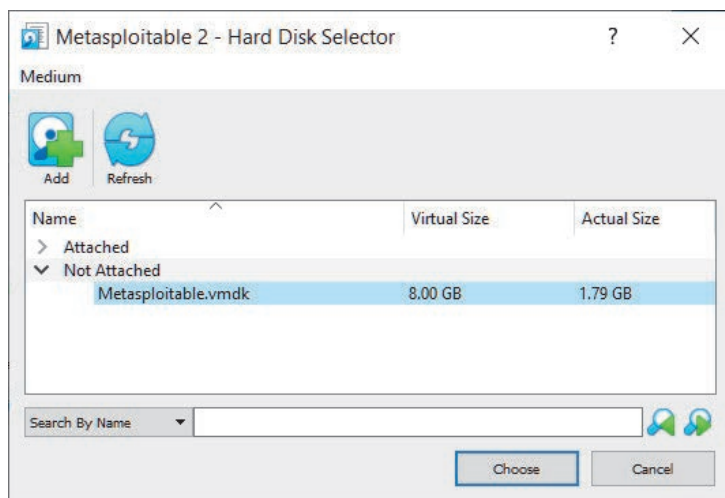 Metasploitable 2 - Hard Disk Selector ?
Medium
Add Refresh
Name Virtual Size Actual Size
Attached
Not Attached
Metasploitable.vmdk 8.00 GB 1.79 GB
Search By Name
Choose Cancel